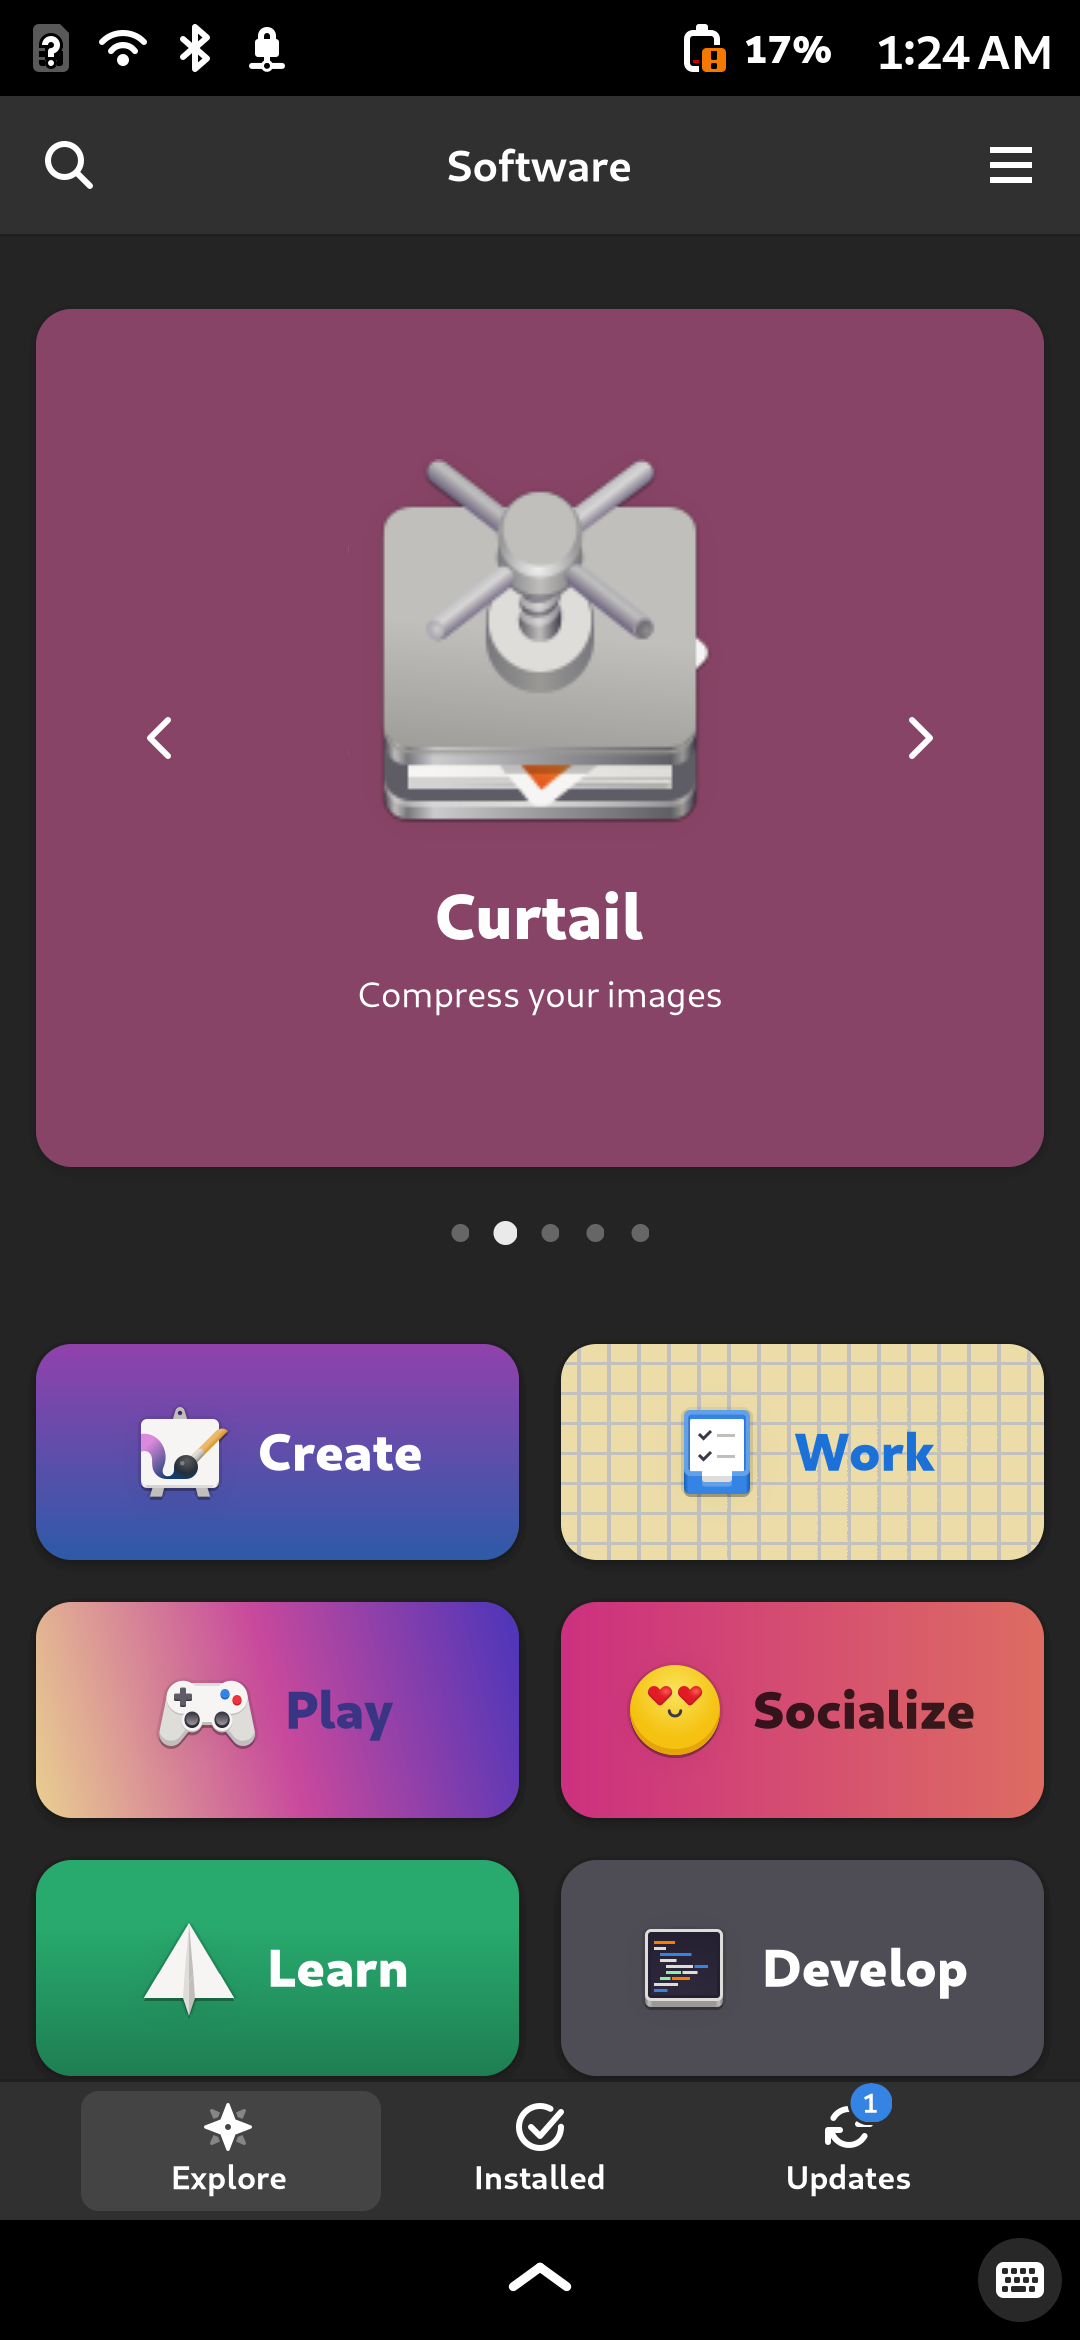 17% 1:24 AM
Software
Curtail
Compress your images
Create
Work
Play
Socialize
Learn
Develop
1
Explore
Installed
Updates